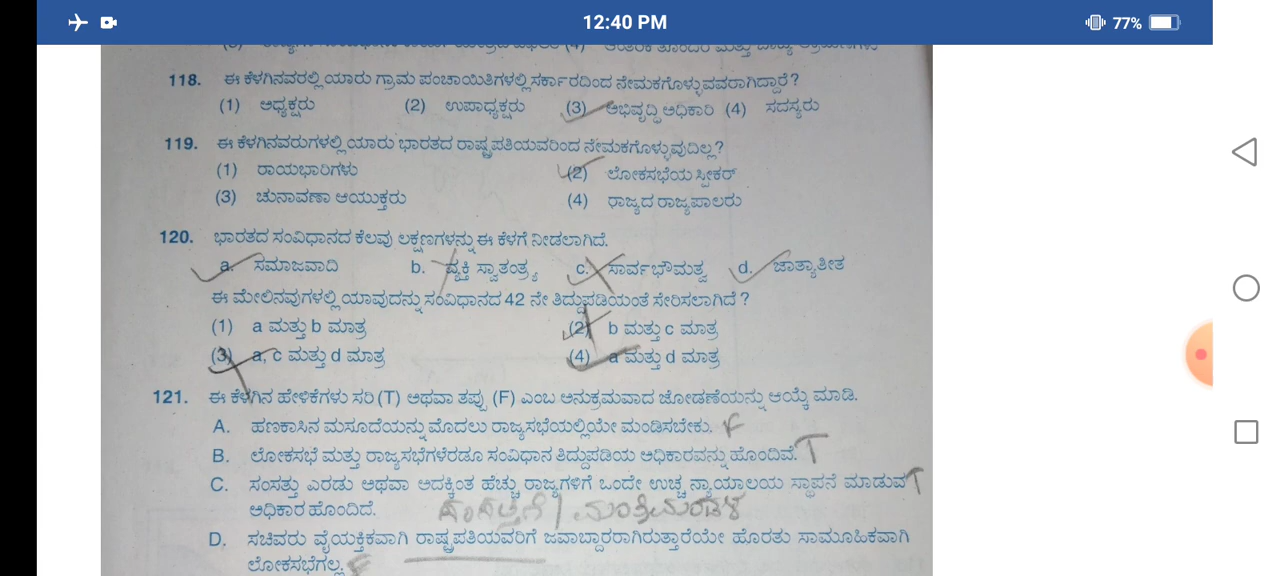 12:40 PM
77%
118. ಈ ಕೆಳಗಿನವರಲ್ಲಿ ಯಾರು ಗ್ರಾಮ ಪಂಚಾಯಿತಿಗಳಲ್ಲಿ ಸರ್ಕಾರದಿಂದ ನೇಮಕಗೊಳ್ಳುವವರಾಗಿದ್ದಾರೆ ?
(1) ಅಧ್ಯಕ್ಷರು (2) ಉಪಾಧ್ಯಕ್ಷರು (3) ಅಭಿವೃದ್ಧಿ ಅಧಿಕಾರಿ (4) ಸದಸ್ಯರು
119. ಈ ಕೆಳಗಿನವರುಗಳಲ್ಲಿ ಯಾರು ಭಾರತದ ರಾಷ್ಟ್ರಪತಿಯವರಿಂದ ನೇಮಕಗೊಳ್ಳುವುದಿಲ್ಲ?
(1) ರಾಯಭಾರಿಗಳು (2) ಲೋಕಸಭೆಯ ಸ್ಪೀಕರ್
(3) ಚುನಾವಣಾ ಆಯುಕ್ತರು (4) ರಾಜ್ಯದ ರಾಜ್ಯಪಾಲರು
120. ಭಾರತದ ಸಂವಿಧಾನದ ಕೆಲವು ಲಕ್ಷಣಗಳನ್ನು ಈ ಕೆಳಗೆ ನೀಡಲಾಗಿದೆ.
a. ಸಮಾಜವಾದಿ b. ವ್ಯಕ್ತಿ ಸ್ವಾತಂತ್ರ್ಯ c. ಸಾರ್ವಭೌಮತ್ವ d. ಜಾತ್ಯಾತೀತ
ಈ ಮೇಲಿನವುಗಳಲ್ಲಿ ಯಾವುದನ್ನು ಸಂವಿಧಾನದ 42 ನೇ ತಿದ್ದುಪಡಿಯಂತೆ ಸೇರಿಸಲಾಗಿದೆ ?
(1) a ಮತ್ತು b ಮಾತ್ರ (2) b ಮತ್ತು c ಮಾತ್ರ
(3) a, c ಮತ್ತು d ಮಾತ್ರ (4) a ಮತ್ತು d ಮಾತ್ರ
121. ಈ ಕೆಳಗಿನ ಹೇಳಿಕೆಗಳು ಸರಿ (T) ಅಥವಾ ತಪ್ಪು (F) ಎಂಬ ಅನುಕ್ರಮವಾದ ಜೋಡಣೆಯನ್ನು ಆಯ್ಕೆ ಮಾಡಿ.
A. ಹಣಕಾಸಿನ ಮಸೂದೆಯನ್ನು ಮೊದಲು ರಾಜ್ಯಸಭೆಯಲ್ಲಿಯೇ ಮಂಡಿಸಬೇಕು. F
B. ಲೋಕಸಭೆ ಮತ್ತು ರಾಜ್ಯಸಭೆಗಳೆರಡೂ ಸಂವಿಧಾನ ತಿದ್ದುಪಡಿಯ ಅಧಿಕಾರವನ್ನು ಹೊಂದಿವೆ. T
C. ಸಂಸತ್ತು ಎರಡು ಅಥವಾ ಅದಕ್ಕಿಂತ ಹೆಚ್ಚು ರಾಜ್ಯಗಳಿಗೆ ಒಂದೇ ಉಚ್ಚ ನ್ಯಾಯಾಲಯ ಸ್ಥಾಪನೆ ಮಾಡುವ T
ಅಧಿಕಾರ ಹೊಂದಿದೆ. ಸಂಸತ್ತಿಗೆ | ಮಂತ್ರಿಮಂಡಳ
D. ಸಚಿವರು ವೈಯಕ್ತಿಕವಾಗಿ ರಾಷ್ಟ್ರಪತಿಯವರಿಗೆ ಜವಾಬ್ದಾರರಾಗಿರುತ್ತಾರೆಯೇ ಹೊರತು ಸಾಮೂಹಿಕವಾಗಿ
ಲೋಕಸಭೆಗಲ್ಲ. F